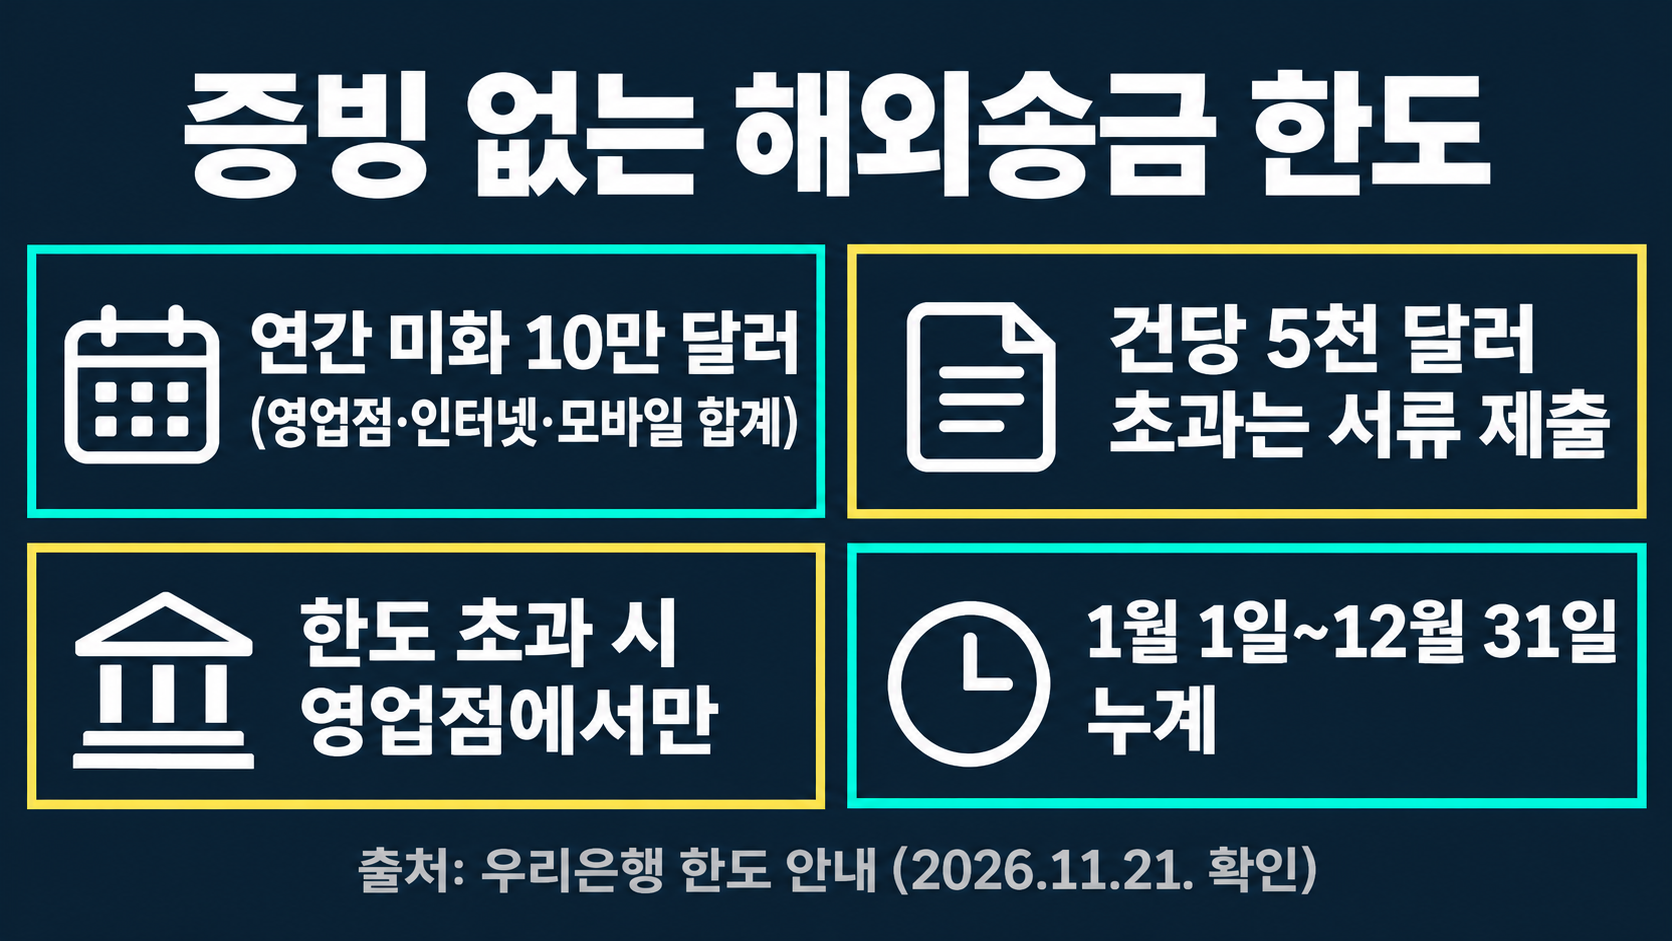 증빙 없는 해외송금 한도
연간 미화 10만 달러
(영업점·인터넷·모바일 합계)
건당 5천 달러
초과는 서류 제출
한도 초과 시
영업점에서만
1월 1일~12월 31일
누계
출처: 우리은행 한도 안내 (2026.11.21. 확인)